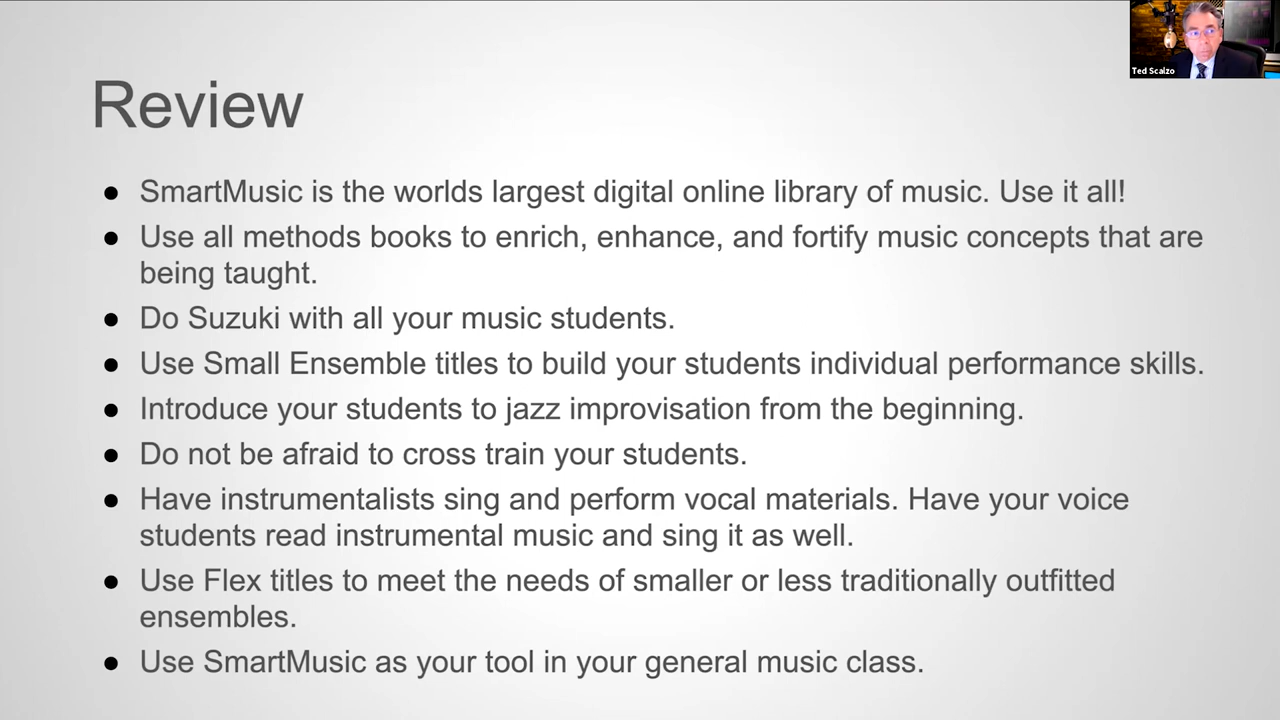 Ted Scalzo
Review
● SmartMusic is the worlds largest digital online library of music. Use it all!
● Use all methods books to enrich, enhance, and fortify music concepts that are
being taught.
● Do Suzuki with all your music students.
● Use Small Ensemble titles to build your students individual performance skills.
● Introduce your students to jazz improvisation from the beginning.
● Do not be afraid to cross train your students.
● Have instrumentalists sing and perform vocal materials. Have your voice
students read instrumental music and sing it as well.
● Use Flex titles to meet the needs of smaller or less traditionally outfitted
ensembles.
● Use SmartMusic as your tool in your general music class.